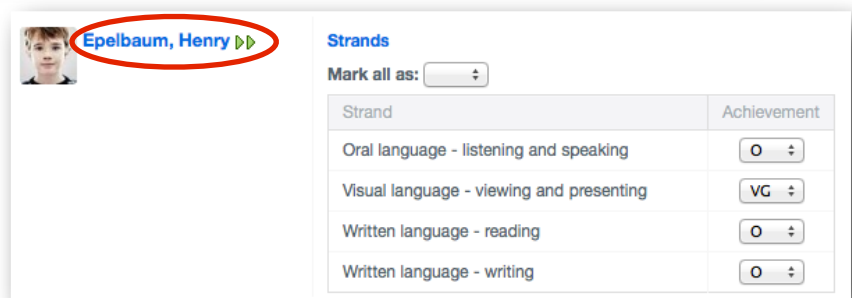 Epelbaum, Henry
Strands
Mark all as:
Strand Achievement
Oral language - listening and speaking O
Visual language - viewing and presenting VG
Written language - reading O
Written language - writing O